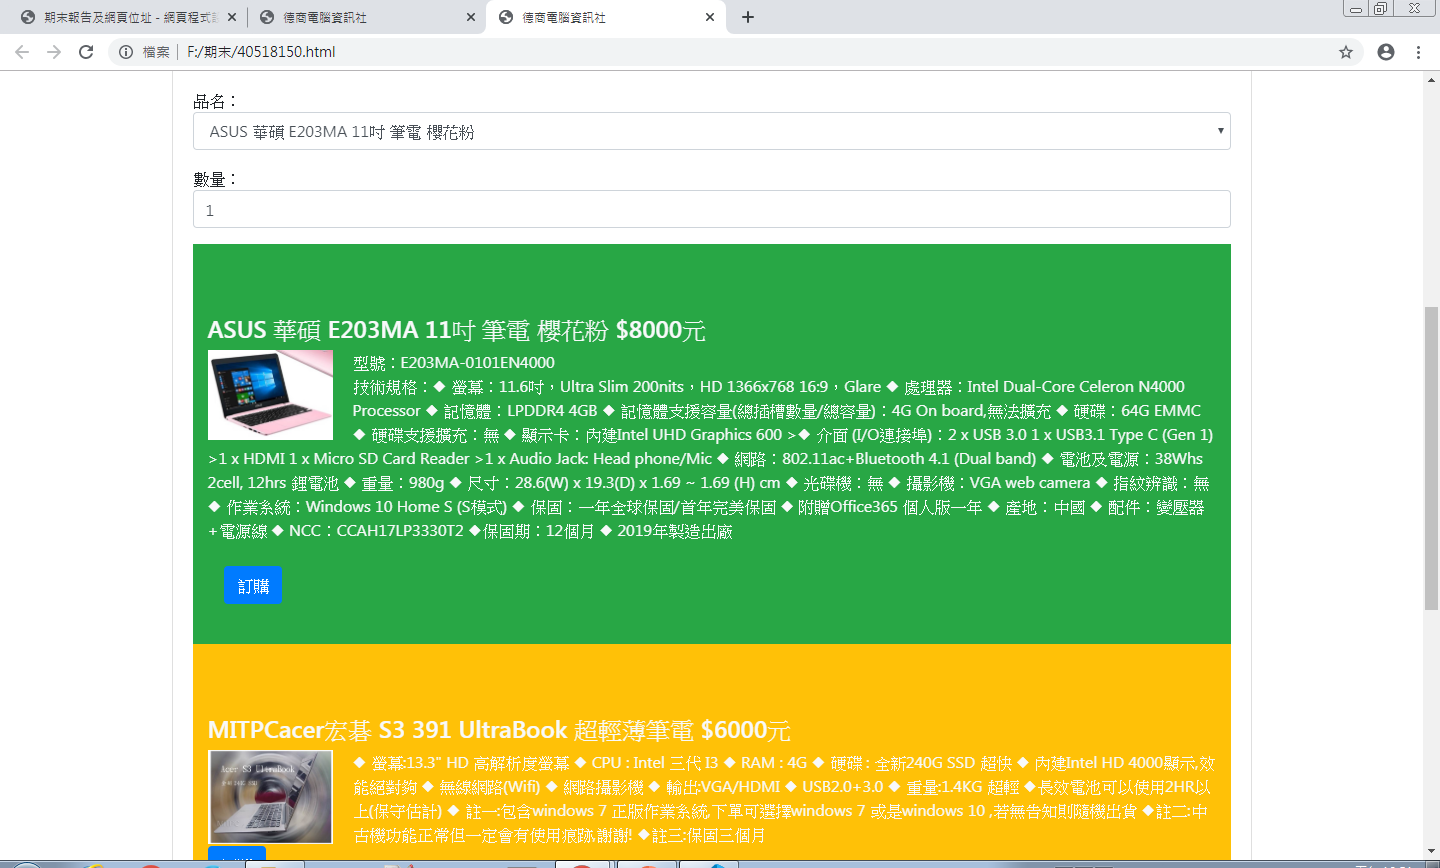 期末報告及網頁位址 - 網頁程式設
德商電腦資訊社
德商電腦資訊社
檔案 F:/期末/40518150.html
品名：
ASUS 華碩 E203MA 11吋 筆電 櫻花粉
數量：
1
ASUS 華碩 E203MA 11吋 筆電 櫻花粉 $8000元
型號：E203MA-0101EN4000
技術規格：◆ 螢幕：11.6吋，Ultra Slim 200nits，HD 1366x768 16:9，Glare ◆ 處理器：Intel Dual-Core Celeron N4000
Processor ◆ 記憶體：LPDDR4 4GB ◆ 記憶體支援容量(總插槽數量/總容量)：4G On board,無法擴充 ◆ 硬碟：64G EMMC
◆ 硬碟支援擴充：無 ◆ 顯示卡：內建Intel UHD Graphics 600 >◆ 介面 (I/O連接埠)：2 x USB 3.0 1 x USB3.1 Type C (Gen 1)
>1 x HDMI 1 x Micro SD Card Reader >1 x Audio Jack: Head phone/Mic ◆ 網路：802.11ac+Bluetooth 4.1 (Dual band) ◆ 電池及電源：38Whs
2cell, 12hrs 鋰電池 ◆ 重量：980g ◆ 尺寸：28.6(W) x 19.3(D) x 1.69 ~ 1.69 (H) cm ◆ 光碟機：無 ◆ 攝影機：VGA web camera ◆ 指紋辨識：無
◆ 作業系統：Windows 10 Home S (S模式) ◆ 保固：一年全球保固/首年完美保固 ◆ 附贈Office365 個人版一年 ◆ 產地：中國 ◆ 配件：變壓器
+電源線 ◆ NCC：CCAH17LP3330T2 ◆保固期：12個月 ◆ 2019年製造出廠
訂購
MITPCacer宏碁 S3 391 UltraBook 超輕薄筆電 $6000元
Acer S3 UltraBook
◆ 螢幕:13.3" HD 高解析度螢幕 ◆ CPU : Intel 三代 I3 ◆ RAM : 4G ◆ 硬碟 : 全新240G SSD 超快 ◆ 內建Intel HD 4000顯示,效
能絕對夠 ◆ 無線網路(Wifi) ◆ 網路攝影機 ◆ 輸出:VGA/HDMI ◆ USB2.0+3.0 ◆ 重量:1.4KG 超輕 ◆長效電池可以使用2HR以
上(保守估計) ◆ 註一:包含windows 7 正版作業系統,下單可選擇windows 7 或是windows 10 ,若無告知則隨機出貨 ◆註二:中
古機功能正常但一定會有使用痕跡,謝謝! ◆註三:保固三個月